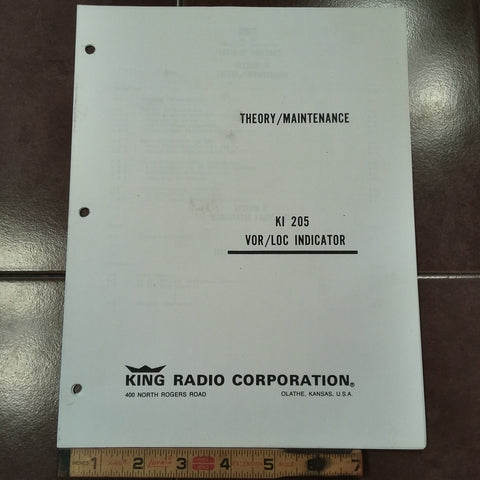 THEORY/MAINTENANCE
KI 205
VOR/LOC INDICATOR
KING RADIO CORPORATION®
400 NORTH ROGERS ROAD OLATHE, KANSAS, U.S.A.
1 2 3 4 5 6 7